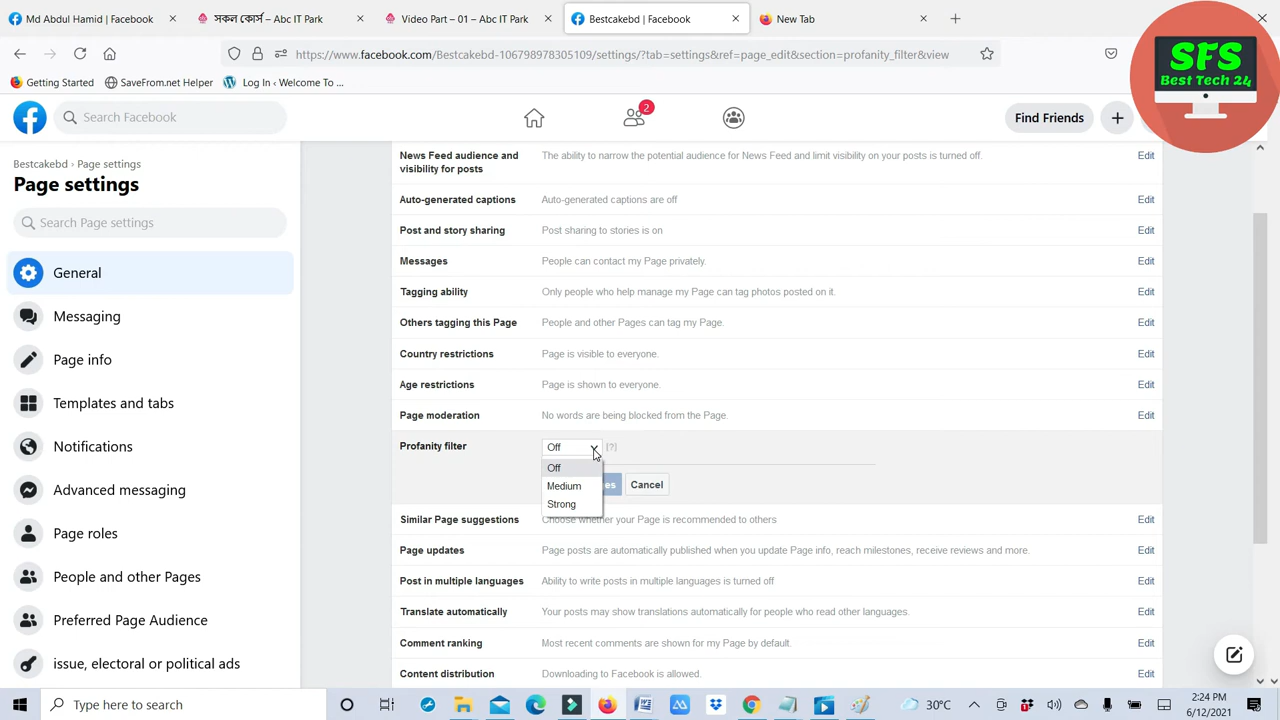 Md Abdul Hamid | Facebook
সকল কোর্স – Abc IT Park
Video Part – 01 – Abc IT Park
Bestcakebd | Facebook
New Tab
https://www.facebook.com/Bestcakebd-10
78305109/settings/?tab=settings&ref=page_edit&section=profanity_filter&view
Getting Started
SaveFrom.net Helper
Log In ‹ Welcome To ...
SFS
Best Tech 24
Search Facebook
2
Find Friends
Bestcakebd › Page settings
Page settings
Search Page settings
General
Messaging
Page info
Templates and tabs
Notifications
Advanced messaging
Page roles
People and other Pages
Preferred Page Audience
issue, electoral or political ads
News Feed audience and visibility for posts The ability to narrow the potential audience for News Feed and limit visibility on your posts is turned off. Edit
Auto-generated captions Auto-generated captions are off Edit
Post and story sharing Post sharing to stories is on Edit
Messages People can contact my Page privately. Edit
Tagging ability Only people who help manage my Page can tag photos posted on it. Edit
Others tagging this Page People and other Pages can tag my Page. Edit
Country restrictions Page is visible to everyone. Edit
Age restrictions Page is shown to everyone. Edit
Page moderation No words are being blocked from the Page. Edit
Profanity filter Off [?]
Off
Medium
Strong
es Cancel
Similar Page suggestions Choose whether your Page is recommended to others Edit
Page updates Page posts are automatically published when you update Page info, reach milestones, receive reviews and more. Edit
Post in multiple languages Ability to write posts in multiple languages is turned off Edit
Translate automatically Your posts may show translations automatically for people who read other languages. Edit
Comment ranking Most recent comments are shown for my Page by default. Edit
Content distribution Downloading to Facebook is allowed. Edit
Type here to search
30°C
2:24 PM
6/12/2021